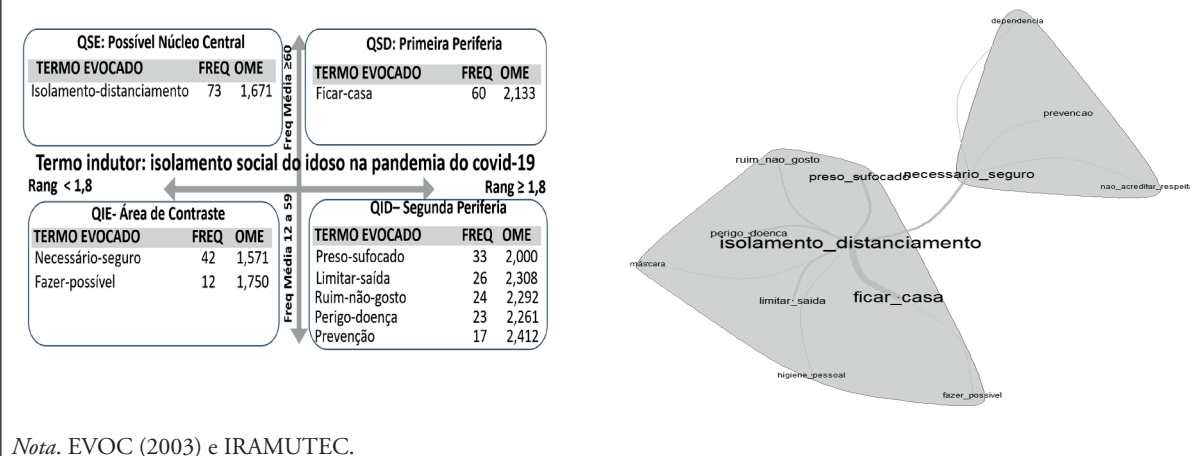 QSE: Possível Núcleo Central
TERMO EVOCADO FREQ OME
Isolamento-distanciamento 73 1,671
Freq Média ≥60
QSD: Primeira Periferia
TERMO EVOCADO FREQ OME
Ficar-casa 60 2,133
Termo indutor: isolamento social do idoso na pandemia do covid-19
Rang < 1,8
Rang ≥ 1,8
QIE- Área de Contraste
TERMO EVOCADO FREQ OME
Necessário-seguro 42 1,571
Fazer-possível 12 1,750
Freq Média 12 a 59
QID– Segunda Periferia
TERMO EVOCADO FREQ OME
Preso-sufocado 33 2,000
Limitar-saída 26 2,308
Ruim-não-gosto 24 2,292
Perigo-doença 23 2,261
Prevenção 17 2,412
dependencia
prevencao
ruim_nao_gosto
preso_sufocado
necessario_seguro
nao_acreditar_respeita
perigo_doenca
isolamento_distanciamento
máscara
limitar_saida
ficar_casa
higiene_pessoal
fazer_possivel
Nota. EVOC (2003) e IRAMUTEC.